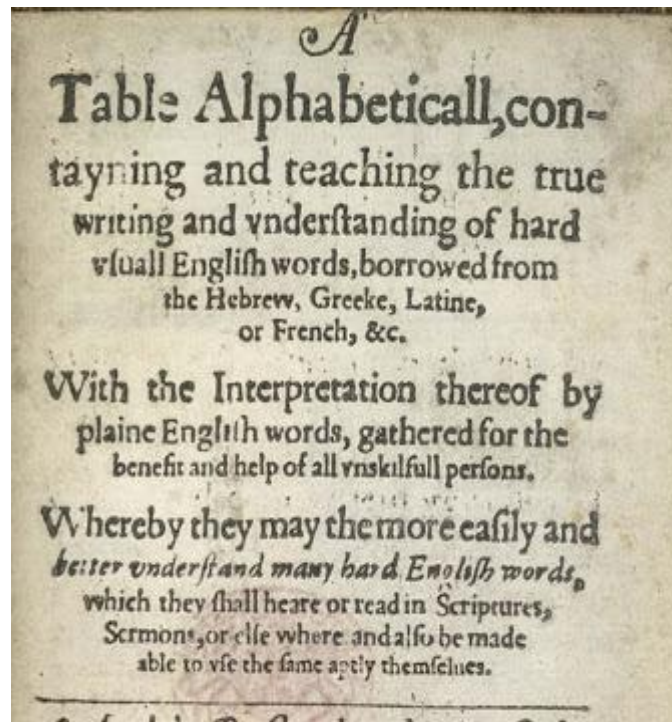 A
Table Alphabeticall, con-
tayning and teaching the true
writing and vnderſtanding of hard
vſuall Engliſh words, borrowed from
the Hebrew, Greeke, Latine,
or French, &c.
With the Interpretation thereof by
plaine Engliſh words, gathered for the
benefit and help of all vnskilfull perſons.
Whereby they may the more eaſily and
better vnderſtand many hard Engliſh words,
which they ſhall heare or read in Scriptures,
Sermons, or elſe where and alſo be made
able to vſe the ſame aptly themſelues.